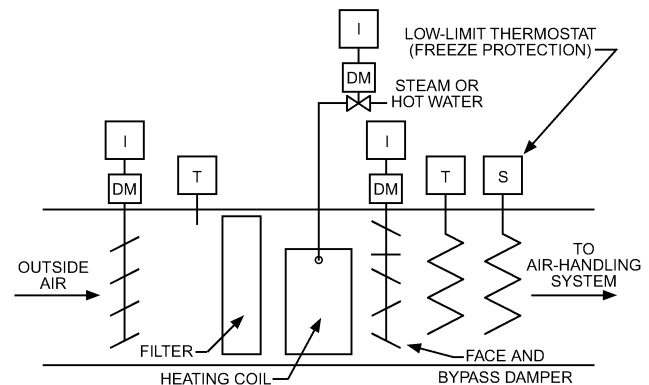 I
LOW-LIMIT THERMOSTAT
(FREEZE PROTECTION)
DM
STEAM OR
HOT WATER
I
I
T
T
S
DM
DM
OUTSIDE
AIR
TO
AIR-HANDLING
SYSTEM
FILTER
FACE AND
BYPASS DAMPER
HEATING COIL